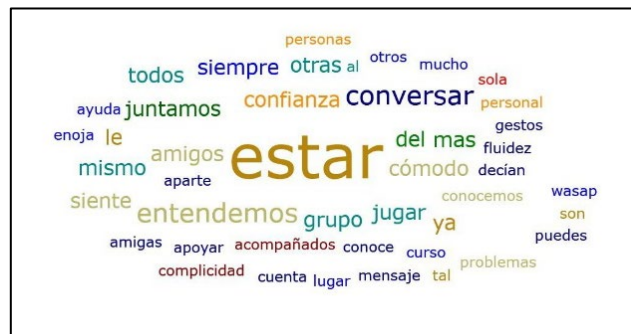 personas
todos siempre otras al otros mucho
sola
ayuda juntamos confianza conversar personal
enoja le amigos estar del mas gestos
fluidez
mismo aparte cómodo decían
siente entendemos grupo jugar ya conocemos wasap
son
amigas apoyar acompañados conoce curso puedes
complicidad cuenta lugar mensaje tal problemas